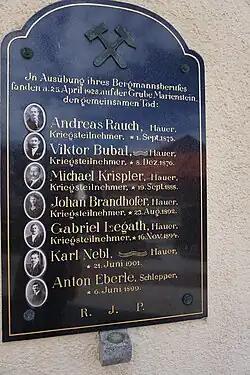 In Ausübung ihres Bergmannsberufes
fanden a. 25. April 1928 auf der Grube Marienstein
den gemeinsamen Tod:
Andreas Rauch, Hauer,
Kriegsteilnehmer, * 1. Sept. 1875.
Viktor Bubal, Hauer,
Kriegsteilnehmer, * 8. Dez. 1876.
Michael Krispler, Hauer,
Kriegsteilnehmer, * 19. Sept. 1888.
Johan Brandhofer, Hauer,
Kriegsteilnehmer, * 23. Aug. 1892.
Gabriel Legath, Hauer,
Kriegsteilnehmer, * 16. Nov. 1894.
Karl Nebl, Hauer,
* 21. Juni 1901.
Anton Eberle, Schlepper,
* 6. Juni 1899.
R. J. P.